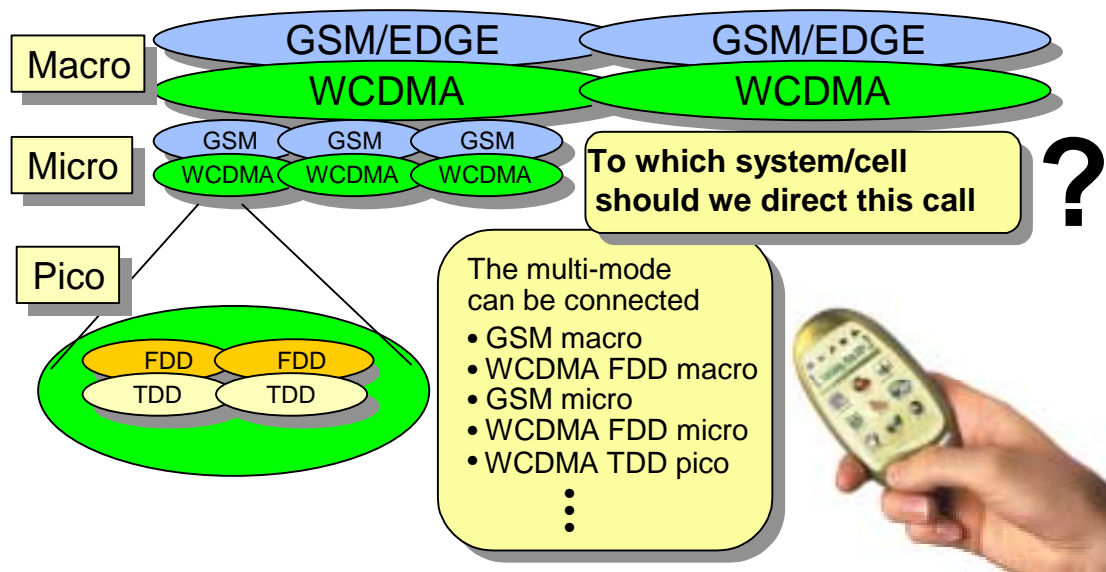 Macro
GSM/EDGE GSM/EDGE
WCDMA WCDMA
Micro
GSM GSM GSM
WCDMA WCDMA WCDMA
To which system/cell
should we direct this call
?
Pico
FDD FDD
TDD TDD
The multi-mode
can be connected
• GSM macro
• WCDMA FDD macro
• GSM micro
• WCDMA FDD micro
• WCDMA TDD pico